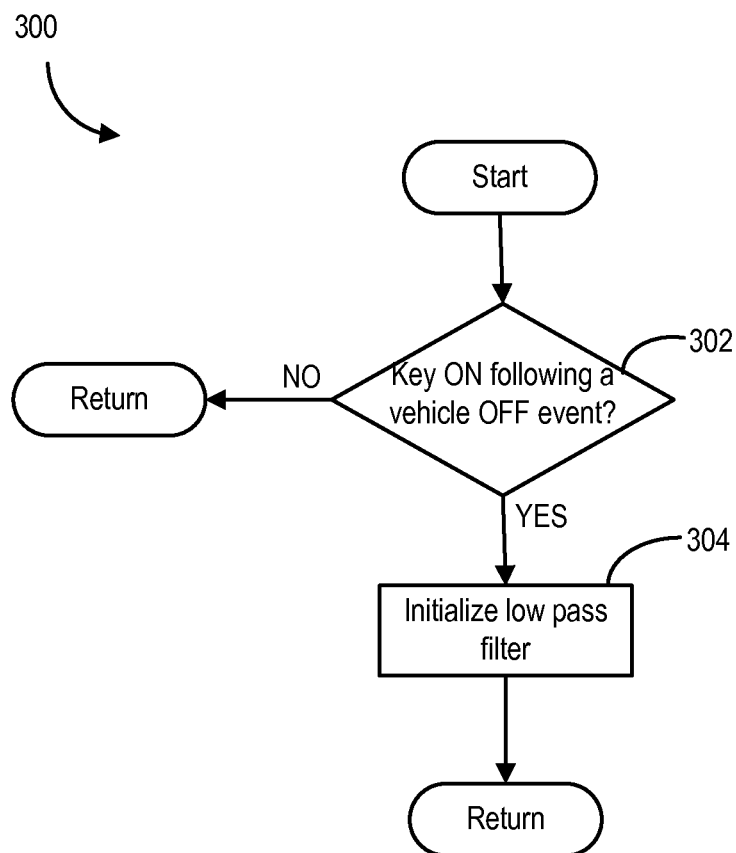 300
Start
302
Key ON following a
vehicle OFF event?
NO
Return
YES
304
Initialize low pass
filter
Return